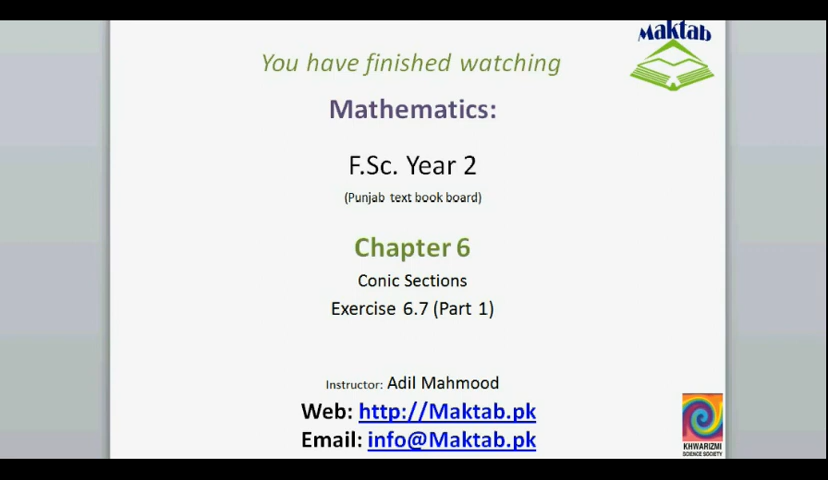 Maktab
You have finished watching
Mathematics:
F.Sc. Year 2
(Punjab text book board)
Chapter 6
Conic Sections
Exercise 6.7 (Part 1)
Instructor: Adil Mahmood
Web: http://Maktab.pk
Email: info@Maktab.pk
KHWARIZMI
SCIENCE SOCIETY